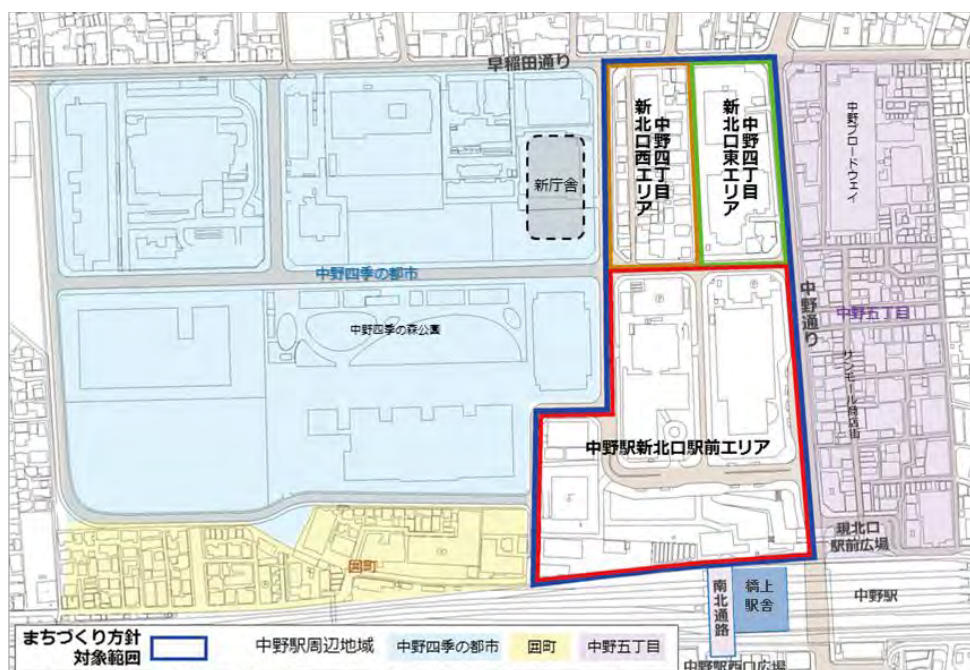 早稲田通り
中野四丁目
新北口西エリア
中野四丁目
新北口東エリア
中野ブロードウェイ
新庁舎
中野四季の都市
中野通り
中野五丁目
中野四季の森公園
サンモール商店街
中野駅新北口駅前エリア
現北口
駅前広場
囲町
南北通路
橋上
駅舎
中野駅
中野駅西口広場
まちづくり方針
対象範囲
中野駅周辺地域
中野四季の都市
囲町
中野五丁目